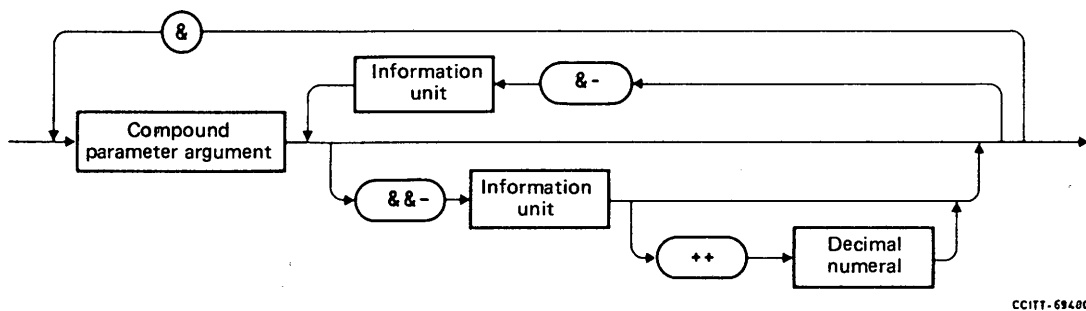 &
Information
unit
& -
Compound
parameter argument
& & -
Information
unit
+ +
Decimal
numeral
CCITT-69400